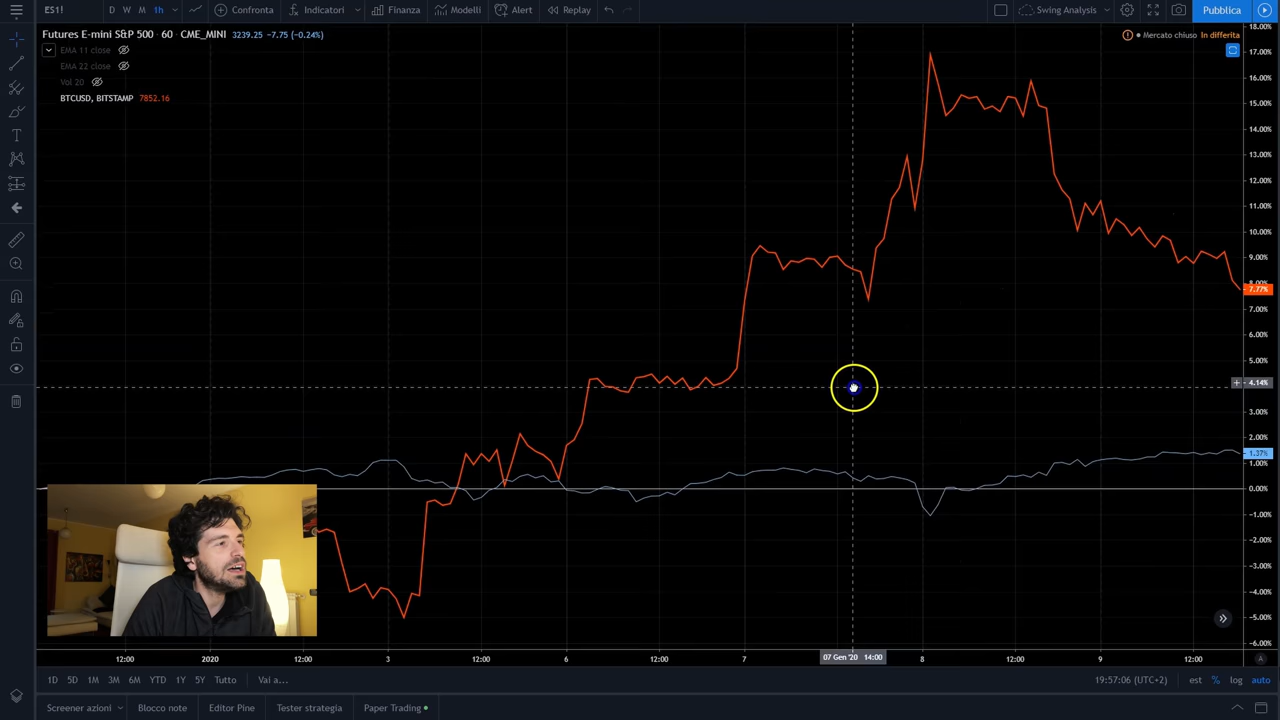 ES1! D W M 1h Confronta Indicatori Finanza Modelli Alert Replay Swing Analysis Pubblica
Futures E-mini S&P 500 · 60 · CME_MINI 3239.25 −7.75 (−0.24%)
Mercato chiuso In differita
EMA 11 close
EMA 22 close
Vol 20
BTCUSD, BITSTAMP 7852.16
18.00%
17.00%
16.00%
15.00%
14.00%
13.00%
12.00%
11.00%
10.00%
9.00%
8.00%
7.77%
7.00%
6.00%
5.00%
4.14%
3.00%
2.00%
1.37%
1.00%
0.00%
−1.00%
−2.00%
−3.00%
−4.00%
−5.00%
−6.00%
12:00 2020 12:00 3 12:00 6 12:00 7 07 Gen '20 14:00 8 12:00 9 12:00 A
1D 5D 1M 3M 6M YTD 1Y 5Y Tutto Vai a... 19:57:06 (UTC+2) est % log auto
Screener azioni Blocco note Editor Pine Tester strategia Paper Trading